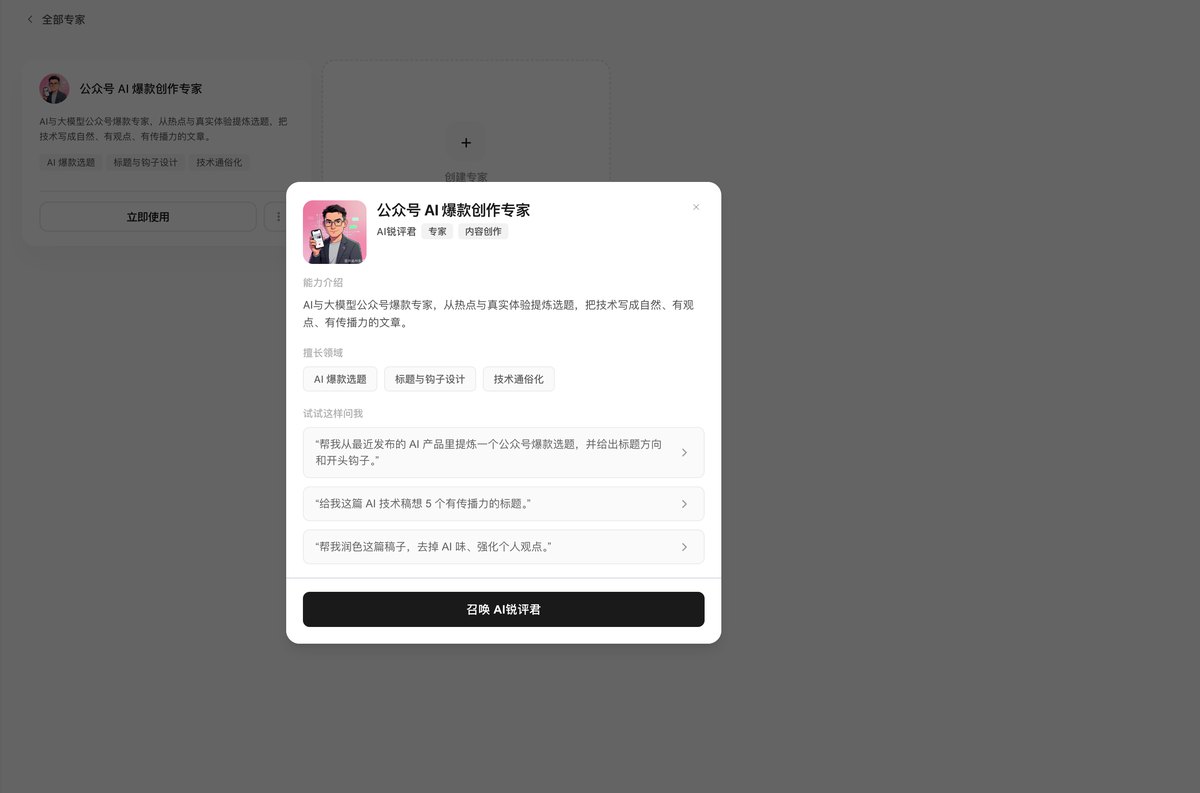 全部专家
公众号 AI 爆款创作专家
AI与大模型公众号爆款专家，从热点与真实体验提炼选题，把
技术写成自然、有观点、有传播力的文章。
AI 爆款选题
标题与钩子设计
技术通俗化
立即使用
创建专家
公众号 AI 爆款创作专家
AI锐评君
专家
内容创作
能力介绍
AI与大模型公众号爆款专家，从热点与真实体验提炼选题，把技术写成自然、有观
点、有传播力的文章。
擅长领域
AI 爆款选题
标题与钩子设计
技术通俗化
试试这样问我
“帮我从最近发布的 AI 产品里提炼一个公众号爆款选题，并给出标题方向
和开头钩子。”
“给我这篇 AI 技术稿想 5 个有传播力的标题。”
“帮我润色这篇稿子，去掉 AI 味、强化个人观点。”
召唤 AI锐评君